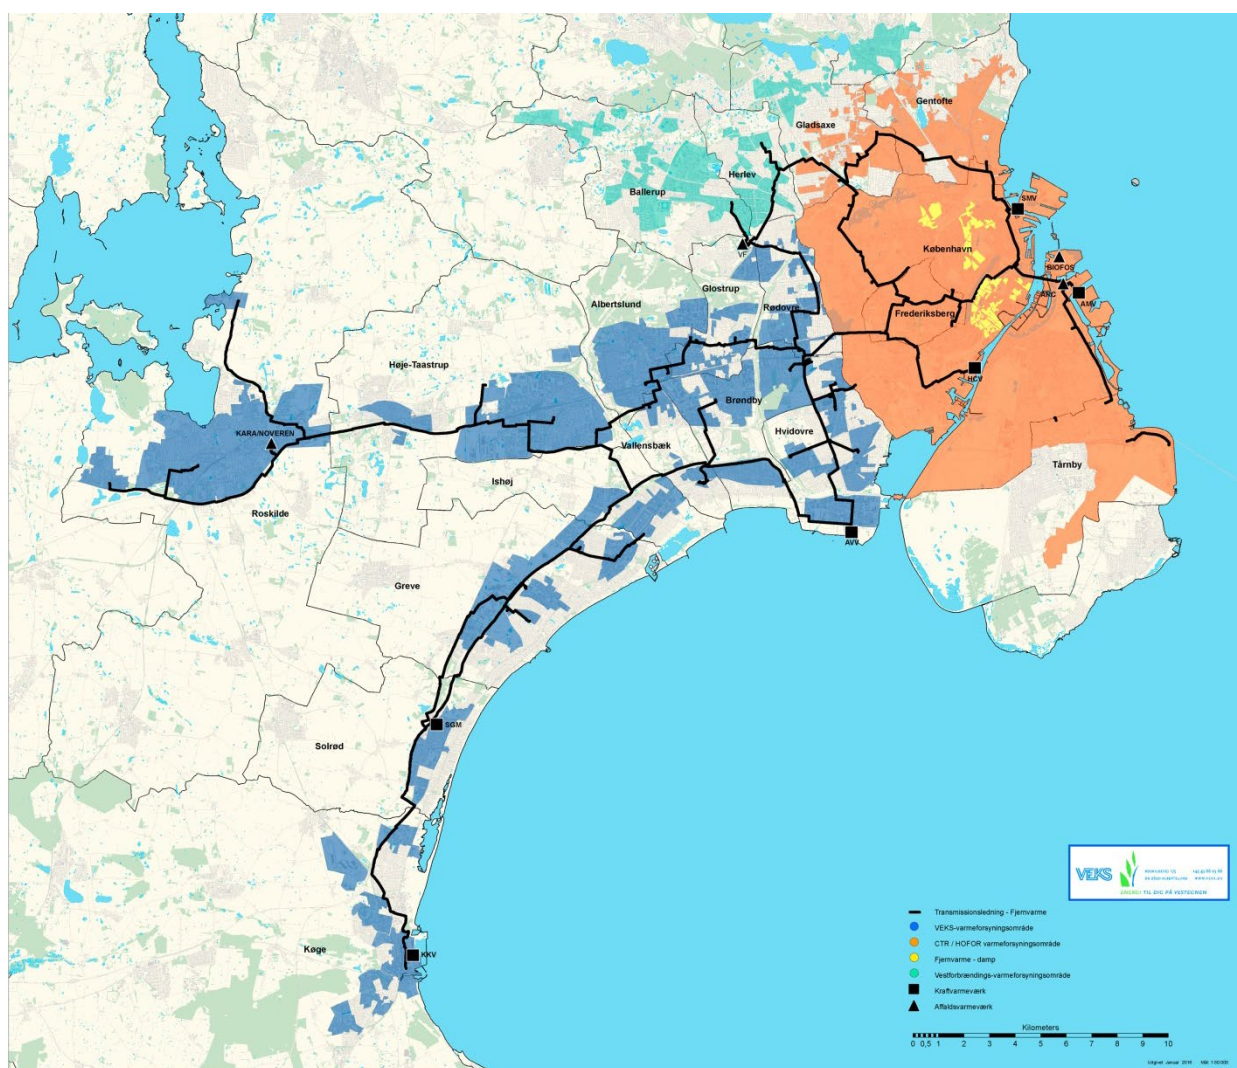 Gentofte
Gladsaxe
Herlev
Ballerup
SMV
København
VF
BIOFOS
ARC
AMV
Glostrup
Albertslund
Rødovre
Frederiksberg
Høje-Taastrup
HCV
Brøndby
KARA/NOVEREN
Hvidovre
Vallensbæk
Tårnby
Ishøj
Roskilde
AVV
Greve
SGM
Solrød
Køge
KKV
VEKS
ENERGI TIL DIG PÅ VESTEGNEN
Transmissionsledning - Fjernvarme
VEKS-varmeforsyningsområde
CTR / HOFOR varmeforsyningsområde
Fjernvarme - damp
Vestforbrændings-varmeforsyningsområde
Kraftvarmeværk
Affaldsvarmeværk
Kilometers
0 0,5 1 2 3 4 5 6 7 8 9 10